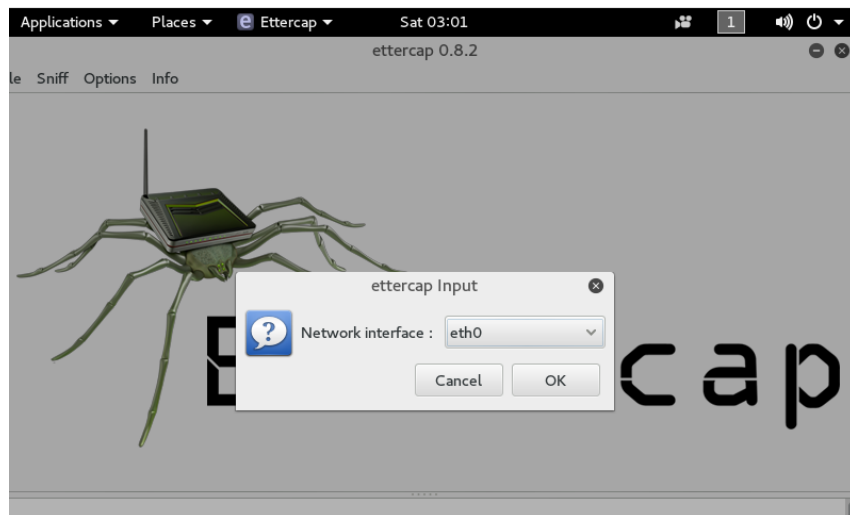 Applications Places e Ettercap Sat 03:01 1
ettercap 0.8.2
le Sniff Options Info
ettercap Input
? Network interface : eth0
Cancel OK
E cap